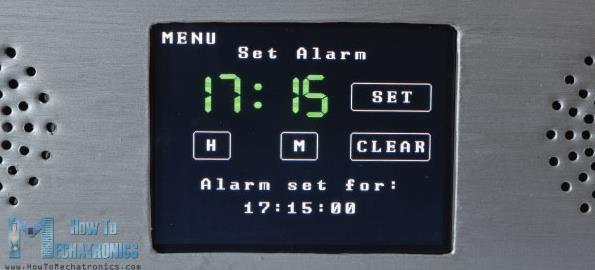 MENU
Set Alarm
17:15
SET
H
M
CLEAR
Alarm set for:
17:15:00
How To
Mechatronics
www.HowToMechatronics.com